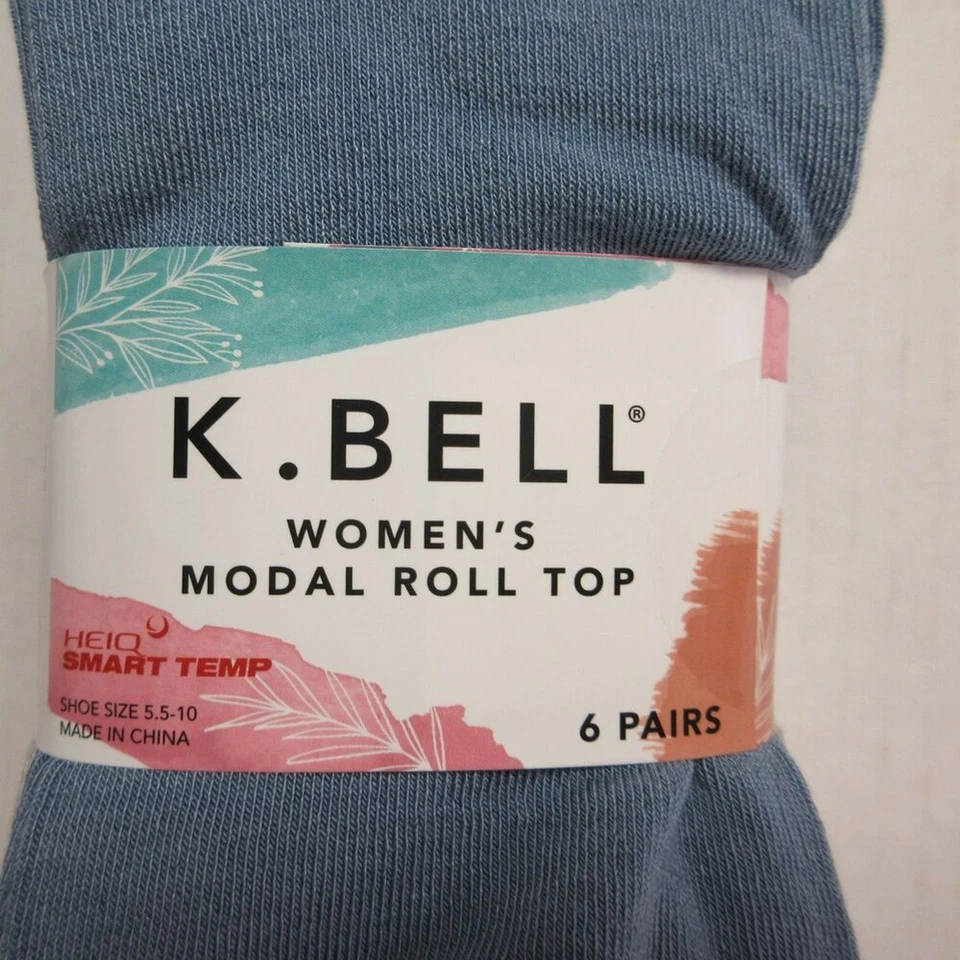 K.BELL®
WOMEN'S
MODAL ROLL TOP
HEIQ
SMART TEMP
SHOE SIZE 5.5-10
MADE IN CHINA
6 PAIRS